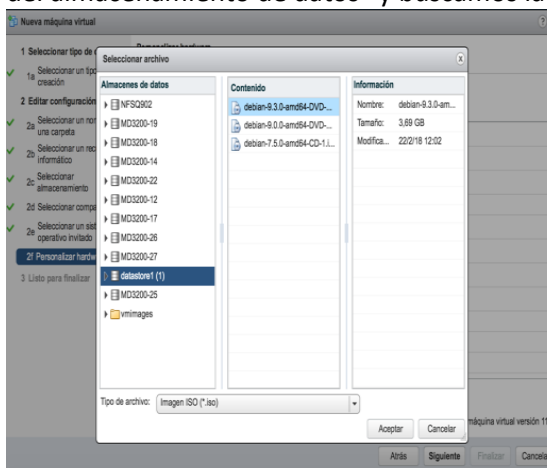 del almacenamiento de datos" y buscamos la
Nueva máquina virtual
?
1 Seleccionar tipo de
1a Seleccionar un tipo
creación
2 Editar configuración
2a Seleccionar un
una carpeta
2b Seleccionar un
informático
2c Seleccionar
almacenamiento
2d Seleccionar
2e Seleccionar un
operativo invitado
2f Personalizar
3 Listo para finalizar
Seleccionar archivo
x
Almacenes de datos
NFSQ902
MD3200-19
MD3200-18
MD3200-14
MD3200-22
MD3200-12
MD3200-17
MD3200-26
MD3200-27
datastore1 (1)
MD3200-25
vmimages
Contenido
debian-9.3.0-amd64-DVD-...
debian-9.0.0-amd64-DVD-...
debian-7.5.0-amd64-CD-1.i...
Información
Nombre: debian-9.3.0-am...
Tamaño: 3,69 GB
Modifica... 22/2/18 12:02
Tipo de archivo: Imagen ISO (*.iso)
Aceptar Cancelar
máquina virtual versión 11
Atrás Siguiente Finalizar Cancela